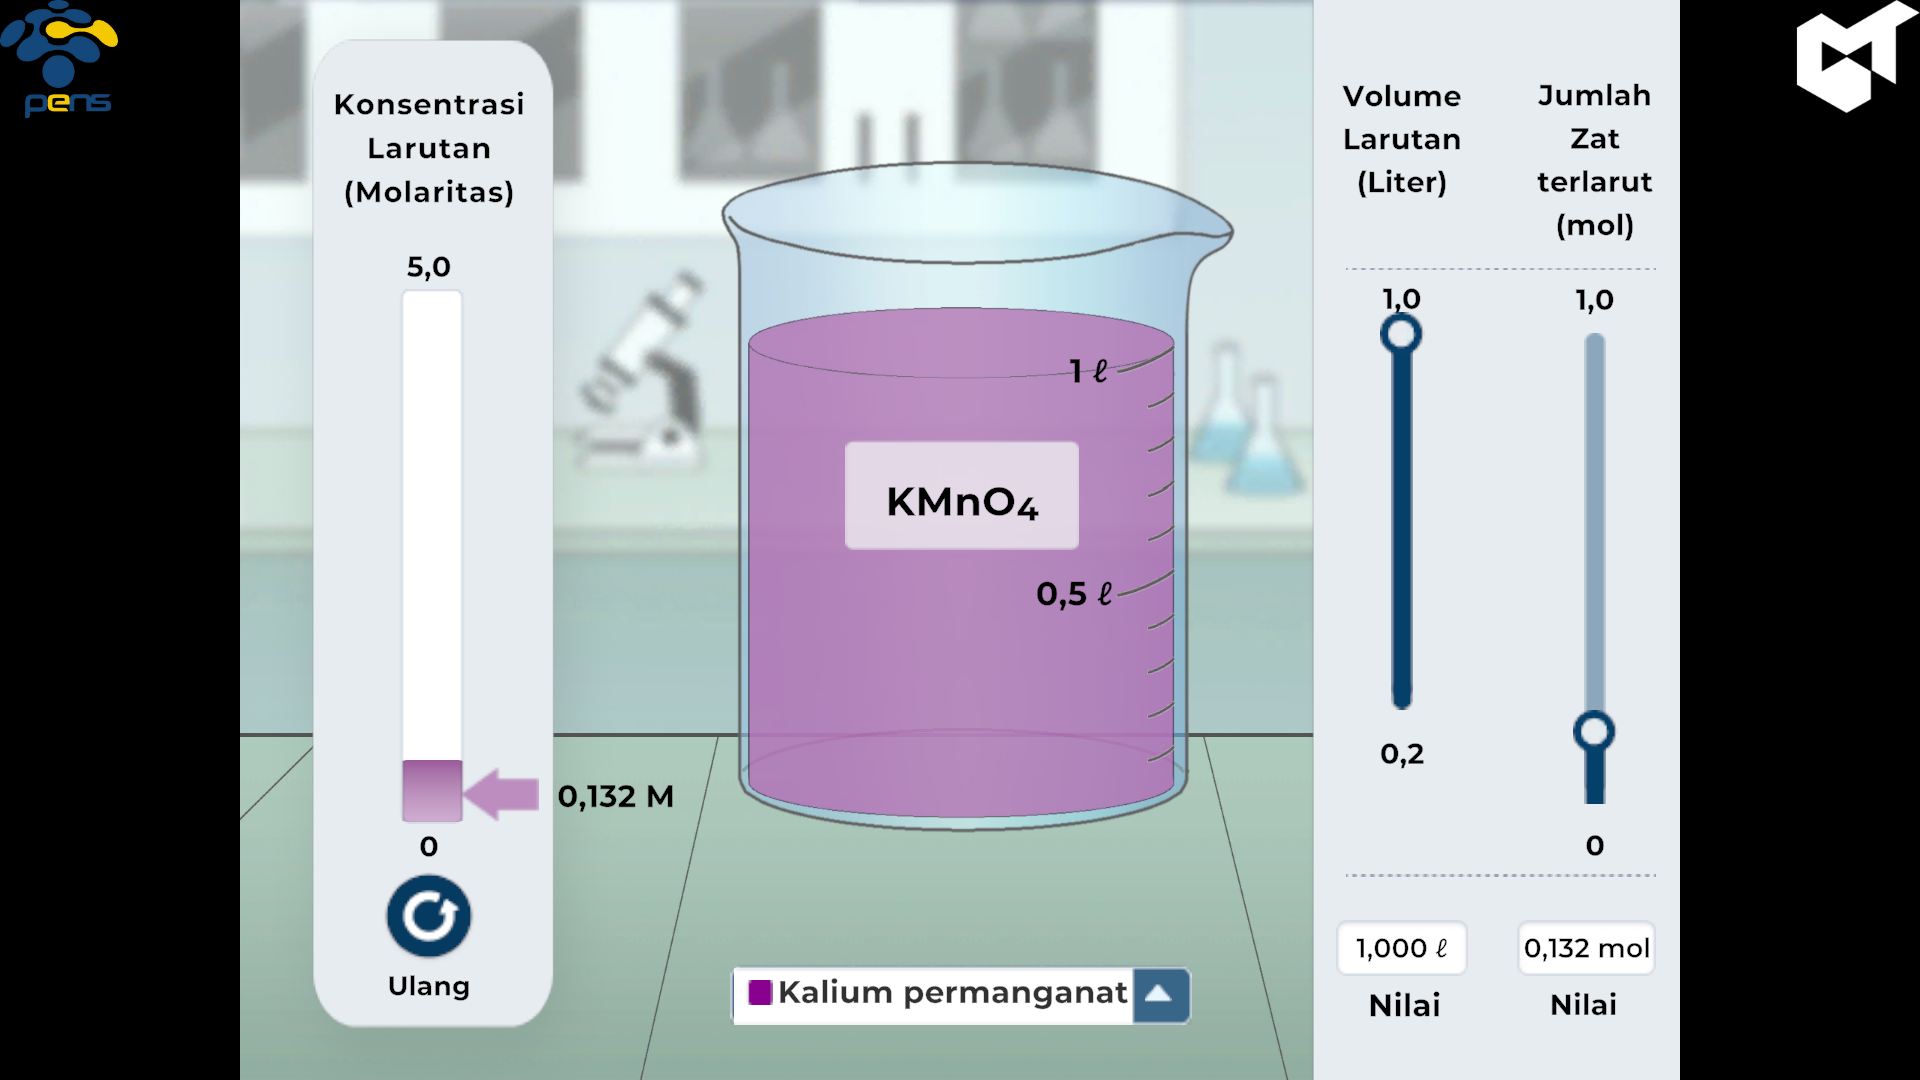 pens
Konsentrasi
Larutan
(Molaritas)
5,0
0,132 M
0
Ulang
1 ℓ
KMnO₄
0,5 ℓ
Kalium permanganat
Volume
Larutan
(Liter)
1,0
0,2
1,000 ℓ
Nilai
Jumlah
Zat
terlarut
(mol)
1,0
0
0,132 mol
Nilai